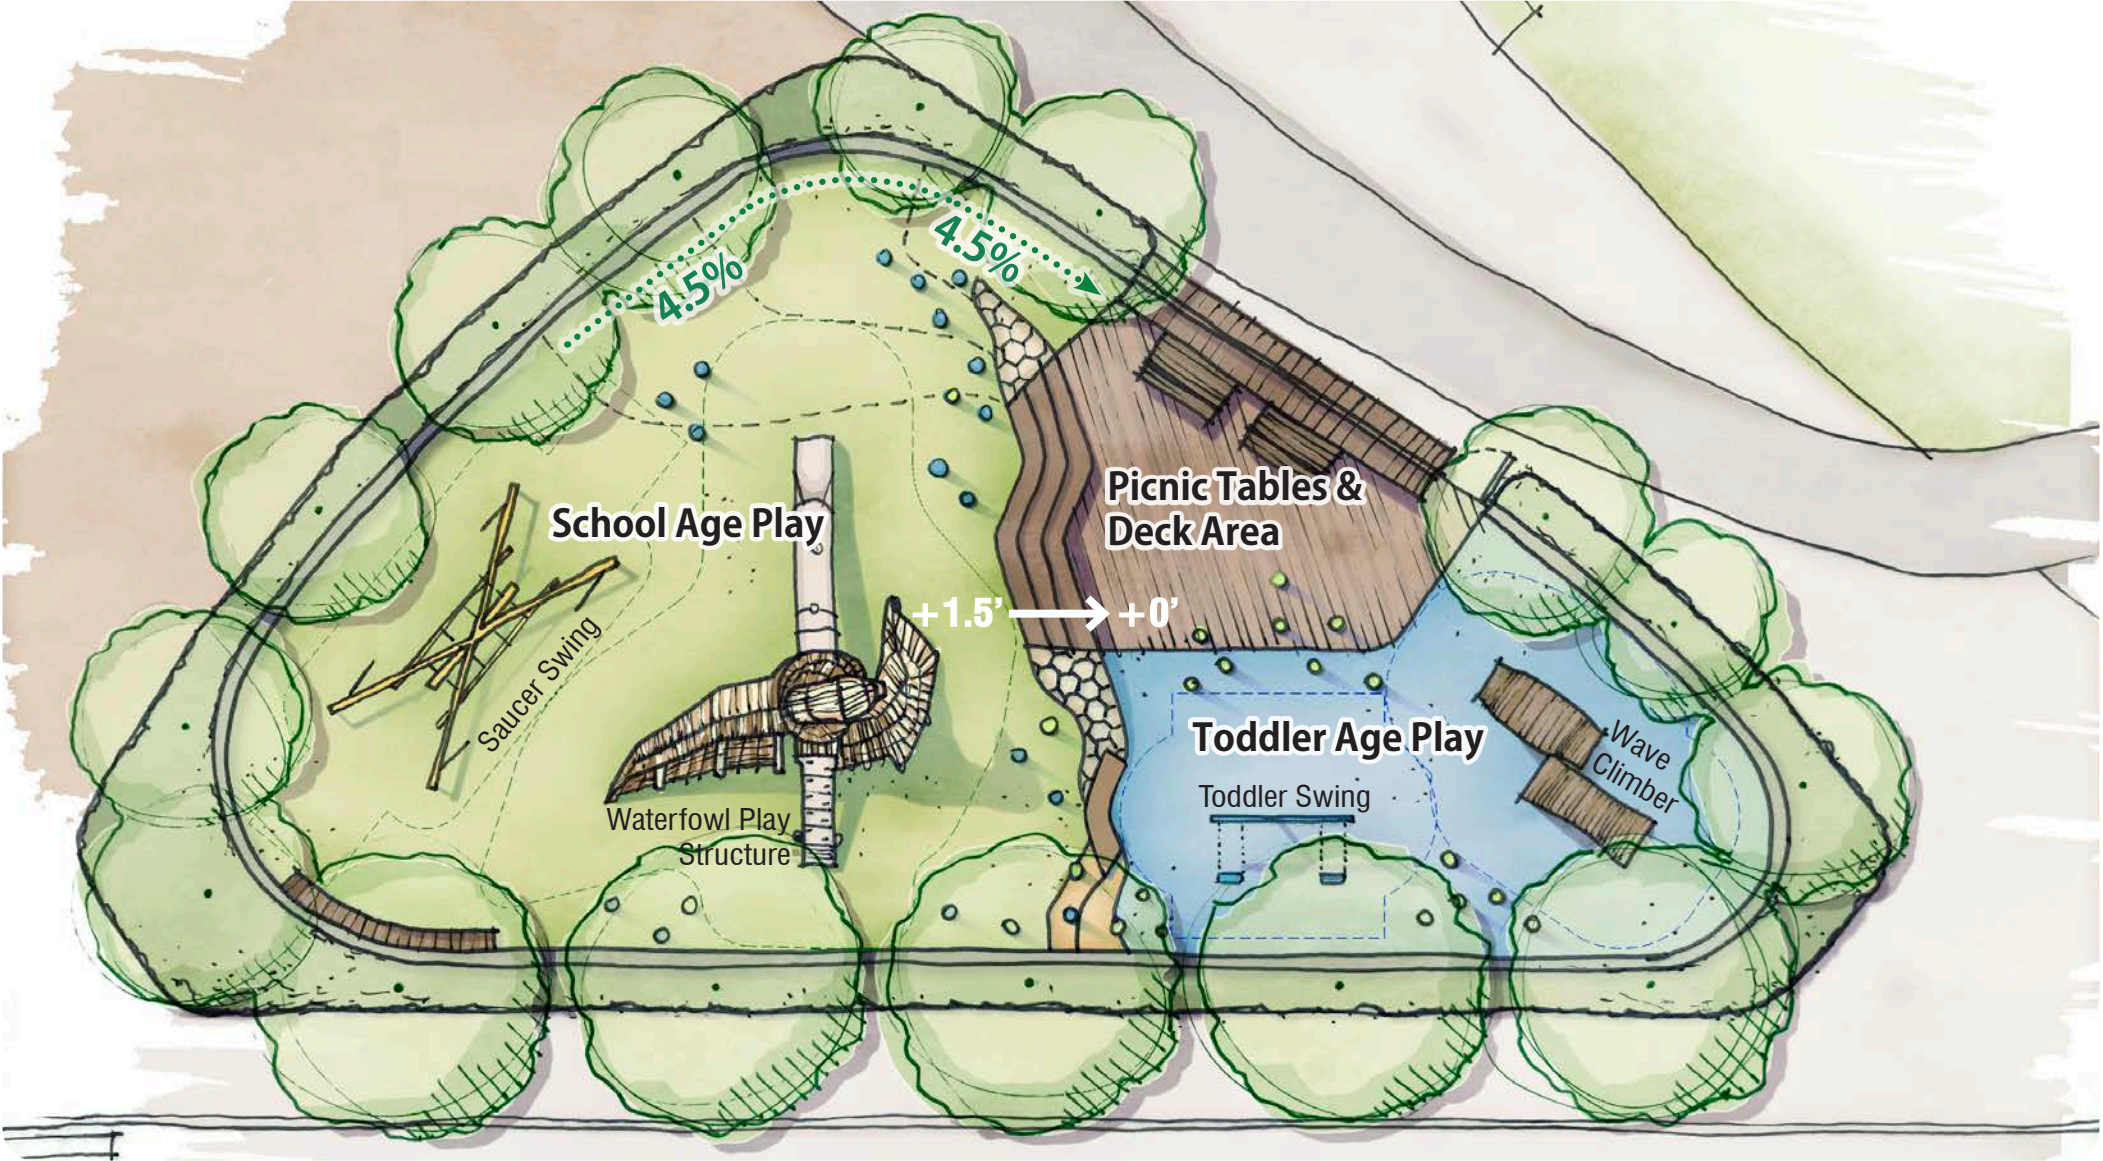 4.5%
4.5%
School Age Play
Picnic Tables &
Deck Area
+1.5’
+0’
Saucer Swing
Waterfowl Play
Structure
Toddler Age Play
Toddler Swing
Wave
Climber